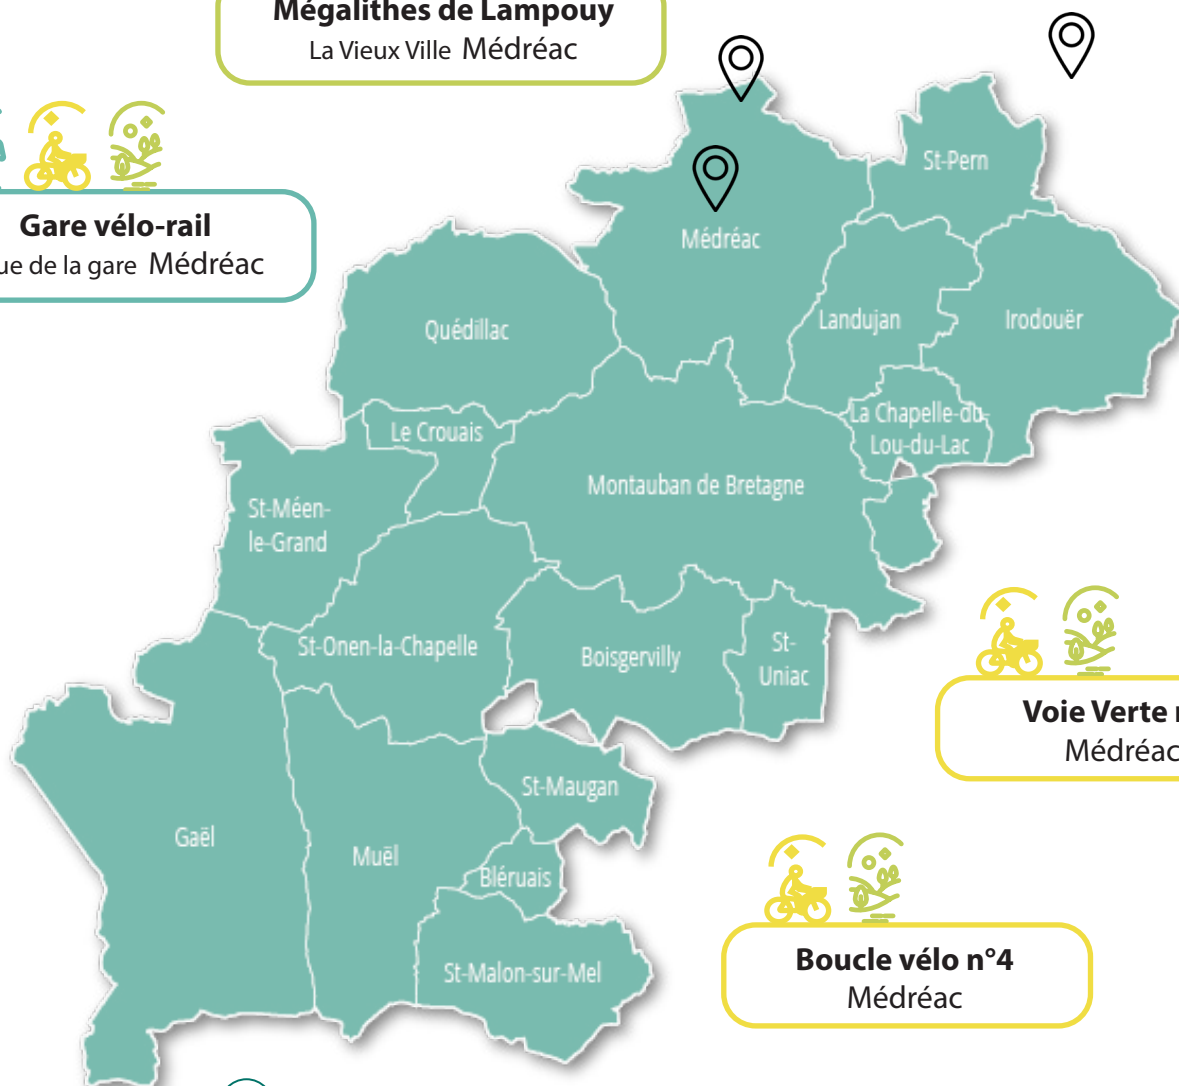 Mégalithes de Lampouy
La Vieux Ville Médréac
Gare vélo-rail
de la gare Médréac
St-Pern
Médréac
Quédillac
Landujan
Irodouër
Le Crouais
La Chapelle-du-
Lou-du-Lac
Montauban de Bretagne
St-Méen-
le-Grand
St-Onen-la-Chapelle
Boisgervilly
St-
Uniac
Voie Verte
Médréac
St-Maugan
Gaël
Muël
Bléruais
St-Malon-sur-Mel
Boucle vélo n°4
Médréac